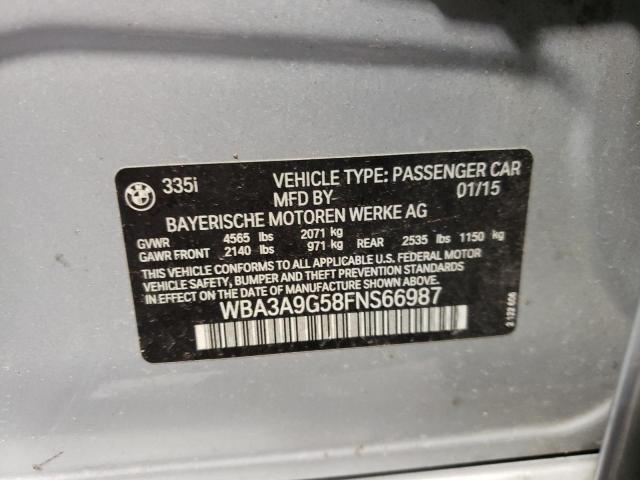 335i VEHICLE TYPE: PASSENGER CAR
MFD BY- 01/15
BAYERISCHE MOTOREN WERKE AG
GVWR 4565 lbs 2071 kg
GAWR FRONT 2140 lbs 971 kg REAR 2535 lbs 1150 kg
THIS VEHICLE CONFORMS TO ALL APPLICABLE U.S. FEDERAL MOTOR
VEHICLE SAFETY, BUMPER AND THEFT PREVENTION STANDARDS IN EFFECT
ON THE DATE OF MANUFACTURE SHOWN ABOVE.
WBA3A9G58FNS66987